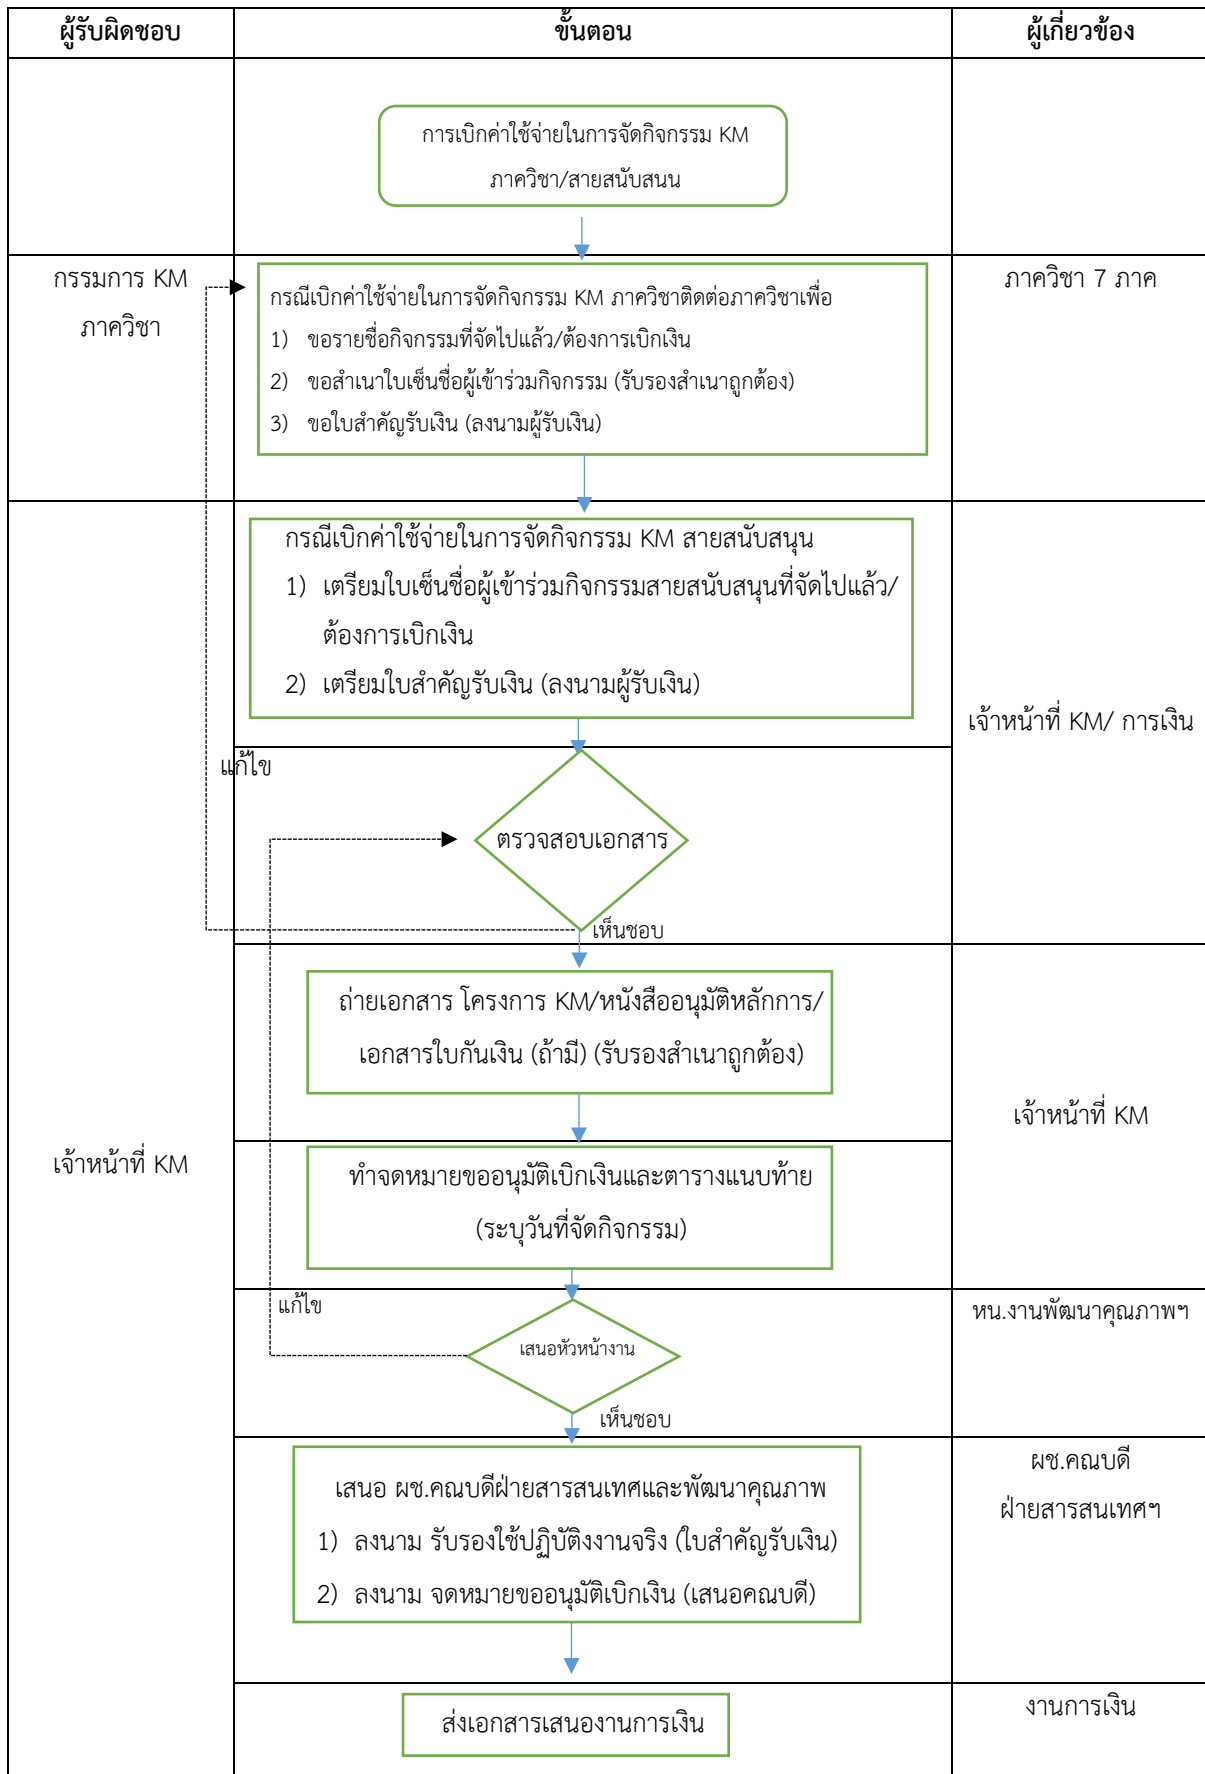 ผู้รับผิดชอบ
ขั้นตอน
ผู้เกี่ยวข้อง
การเบิกค่าใช้จ่ายในการจัดกิจกรรม KM
ภาควิชา/สายสนับสนน
กรรมการ KM
ภาควิชา
กรณีเบิกค่าใช้จ่ายในการจัดกิจกรรม KM ภาควิชาติดต่อภาควิชาเพื่อ
1) ขอรายชื่อกิจกรรมที่จัดไปแล้ว/ต้องการเบิกเงิน
2) ขอสำเนาใบเซ็นชื่อผู้เข้าร่วมกิจกรรม (รับรองสำเนาถูกต้อง)
3) ขอใบสำคัญรับเงิน (ลงนามผู้รับเงิน)
ภาควิชา 7 ภาค
กรณีเบิกค่าใช้จ่ายในการจัดกิจกรรม KM สายสนับสนุน
1) เตรียมใบเซ็นชื่อผู้เข้าร่วมกิจกรรมสายสนับสนุนที่จัดไปแล้ว/
ต้องการเบิกเงิน
2) เตรียมใบสำคัญรับเงิน (ลงนามผู้รับเงิน)
เจ้าหน้าที่ KM/ การเงิน
แก้ไข
ตรวจสอบเอกสาร
เห็นชอบ
ถ่ายเอกสาร โครงการ KM/หนังสืออนุมัติหลักการ/
เอกสารใบกันเงิน (ถ้ามี) (รับรองสำเนาถูกต้อง)
เจ้าหน้าที่ KM
เจ้าหน้าที่ KM
ทำจดหมายขออนุมัติเบิกเงินและตารางแนบท้าย
(ระบุวันที่จัดกิจกรรม)
แก้ไข
เสนอหัวหน้างาน
หน.งานพัฒนาคุณภาพฯ
เห็นชอบ
เสนอ ผช.คณบดีฝ่ายสารสนเทศและพัฒนาคุณภาพ
1) ลงนาม รับรองใช้ปฏิบัติงงานจริง (ใบสำคัญรับเงิน)
2) ลงนาม จดหมายขออนุมัติเบิกเงิน (เสนอคณบดี)
ผช.คณบดี
ฝ่ายสารสนเทศฯ
ส่งเอกสารเสนองานการเงิน
งานการเงิน